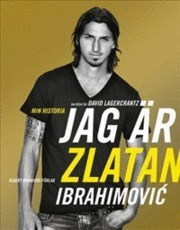 MIN HISTORIA
BERÄTTAD FÖR DAVID LAGERCRANTZ
JAG ÄR
ZLATAN
ALBERT BONNIERS FÖRLAG
IBRAHIMOVIĆ